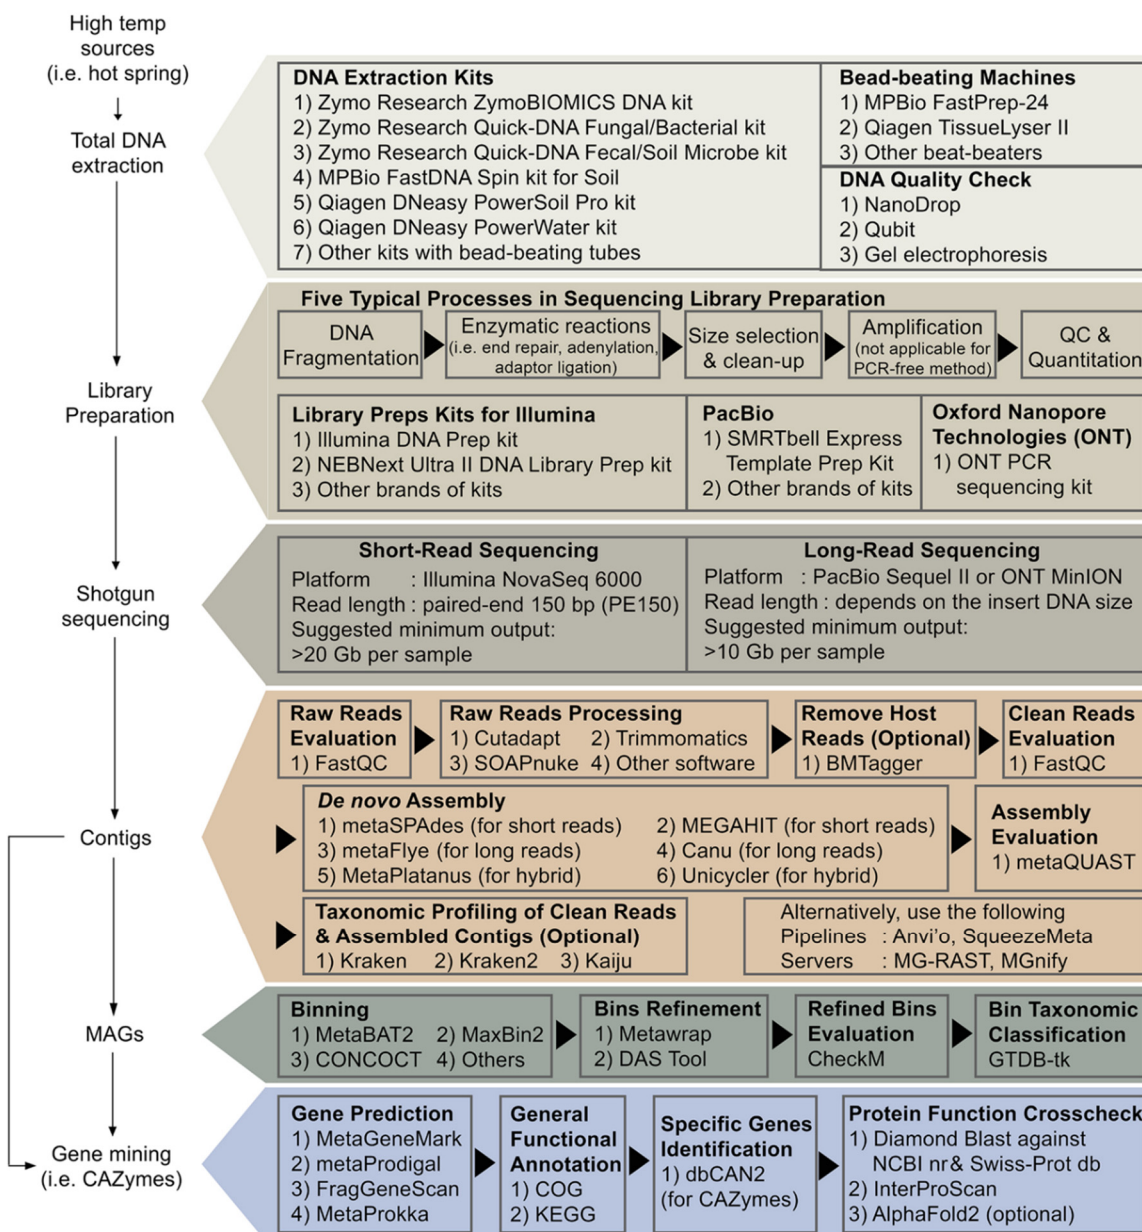 High temp
sources
(i.e. hot spring)
Total DNA
extraction
DNA Extraction Kits
1) Zymo Research ZymoBIOMICS DNA kit
2) Zymo Research Quick-DNA Fungal/Bacterial kit
3) Zymo Research Quick-DNA Fecal/Soil Microbe kit
4) MPBio FastDNA Spin kit for Soil
5) Qiagen DNeasy PowerSoil Pro kit
6) Qiagen DNeasy PowerWater kit
7) Other kits with bead-beating tubes
Bead-beating Machines
1) MPBio FastPrep-24
2) Qiagen TissueLyser II
3) Other beat-beaters
DNA Quality Check
1) NanoDrop
2) Qubit
3) Gel electrophoresis
Library
Preparation
Five Typical Processes in Sequencing Library Preparation
DNA
Fragmentation
Enzymatic reactions
(i.e. end repair, adenylation,
adaptor ligation)
Size selection
& clean-up
Amplification
(not applicable for
PCR-free method)
QC &
Quantitation
Library Preps Kits for Illumina
1) Illumina DNA Prep kit
2) NEBNext Ultra II DNA Library Prep kit
3) Other brands of kits
PacBio
1) SMRTbell Express
Template Prep Kit
2) Other brands of kits
Oxford Nanopore
Technologies (ONT)
1) ONT PCR
sequencing kit
Shotgun
sequencing
Short-Read Sequencing
Platform : Illumina NovaSeq 6000
Read length : paired-end 150 bp (PE150)
Suggested minimum output:
>20 Gb per sample
Long-Read Sequencing
Platform : PacBio Sequel II or ONT MinION
Read length : depends on the insert DNA size
Suggested minimum output:
>10 Gb per sample
Contigs
Raw Reads
Evaluation
1) FastQC
Raw Reads Processing
1) Cutadapt 2) Trimmomatics
3) SOAPnuke 4) Other software
Remove Host
Reads (Optional)
1) BMTagger
Clean Reads
Evaluation
1) FastQC
De novo Assembly
1) metaSPAdes (for short reads) 2) MEGAHIT (for short reads)
3) metaFlye (for long reads) 4) Canu (for long reads)
5) MetaPlatanus (for hybrid) 6) Unicycler (for hybrid)
Assembly
Evaluation
1) metaQUAST
Taxonomic Profiling of Clean Reads
& Assembled Contigs (Optional)
1) Kraken 2) Kraken2 3) Kaiju
Alternatively, use the following
Pipelines : Anvi'o, SqueezeMeta
Servers : MG-RAST, MGnify
MAGs
Binning
1) MetaBAT2 2) MaxBin2
3) CONCOCT 4) Others
Bins Refinement
1) Metawrap
2) DAS Tool
Refined Bins
Evaluation
CheckM
Bin Taxonomic
Classification
GTDB-tk
Gene mining
(i.e. CAZymes)
Gene Prediction
1) MetaGeneMark
2) metaProdigal
3) FragGeneScan
4) MetaProkka
General
Functional
Annotation
1) COG
2) KEGG
Specific Genes
Identification
1) dbCAN2
(for CAZymes)
Protein Function Crosscheck
1) Diamond Blast against
NCBI nr& Swiss-Prot db
2) InterProScan
3) AlphaFold2 (optional)